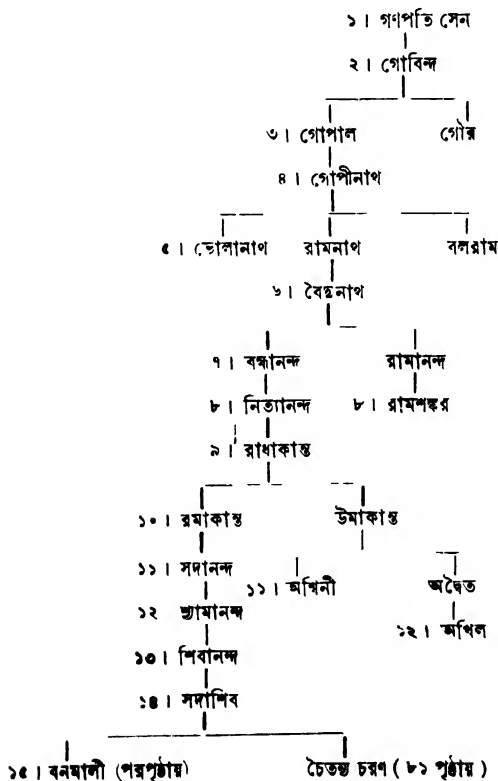 ১। গণপতি সেন
২। গোবিন্দ
৩। গোপাল গৌর
৪। গোপীনাথ
৫। ভোলানাথ রামনাথ বলরাম
৬। বৈদ্যনাথ
৭। বন্ধানন্দ রামানন্দ
৮। নিত্যানন্দ ৮। রামশঙ্কর
৯। রাধাকান্ত
১০। রমাকান্ত উমাকান্ত
১১। সদানন্দ ১১। অশ্বিনী অদ্বৈত
১২ শ্যামানন্দ ১২। অখিল
১৩। শিবানন্দ
১৪। সদাশিব
১৫। বনমালী (পরপৃষ্ঠায়) চৈতন্য চরণ (৮১ পৃষ্ঠায়)